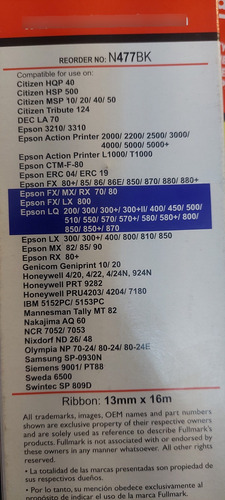 REORDER NO: N477BK
Compatible for use on:
Citizen HQP 40
Citizen HSP 500
Citizen MSP 10/ 20/ 40/ 50
Citizen Tribute 124
DEC LA 70
Epson 3210/ 3310
Epson Action Printer 2000/ 2200/ 2500/ 3000/
4000/ 5000/ 5000+
Epson Action Printer L1000/ T1000
Epson CTM-F-80
Epson ERC 04/ ERC 19
Epson FX 80+/ 85/ 86/ 86E/ 850/ 870/ 880/ 880+
Epson FX/ MX/ RX 70/ 80
Epson FX/ LX 800
Epson LQ 200/ 300/ 300+/ 300+II/ 400/ 450/ 500/
510/ 550/ 570/ 570+/ 580/ 580+/ 800/
850/ 850+/ 870
Epson LX 300/ 300+/ 400/ 800/ 810/ 850
Epson MX 82/ 85/ 90
Epson RX 80+
Genicom Geniprint 10/ 20
Honeywell 4/20, 4/22, 4/24N, 924N
Honeywell PRT 9282
Honeywell PRU4203/ 4204/ 7180
IBM 5152PC/ 5153PC
Mannesman Tally MT 82
Nakajima AQ 60
NCR 7052/ 7053
Nixdorf ND 26/ 48
Olympia NP 70-24/ 80-24/ 80-24E
Samsung SP-0930N
Siemens 9001/ PT88
Sweda 6500
Swintec SP 809D
Ribbon: 13mm x 16m
All trademarks, images, OEM names and part numbers
shown are exclusive property of their respective owners
and are solely used as reference to describe Fullmark's
products. Fullmark is not associated with or endorsed by
these owners in any manner whatsoever. All other rights
reserved.
• La totalidad de las marcas presentadas son propiedad de
sus respectivos dueños.
• Por lo tanto, su mención obedece exclusivamente al
propósito de indicar el uso de la marca Fullmark.